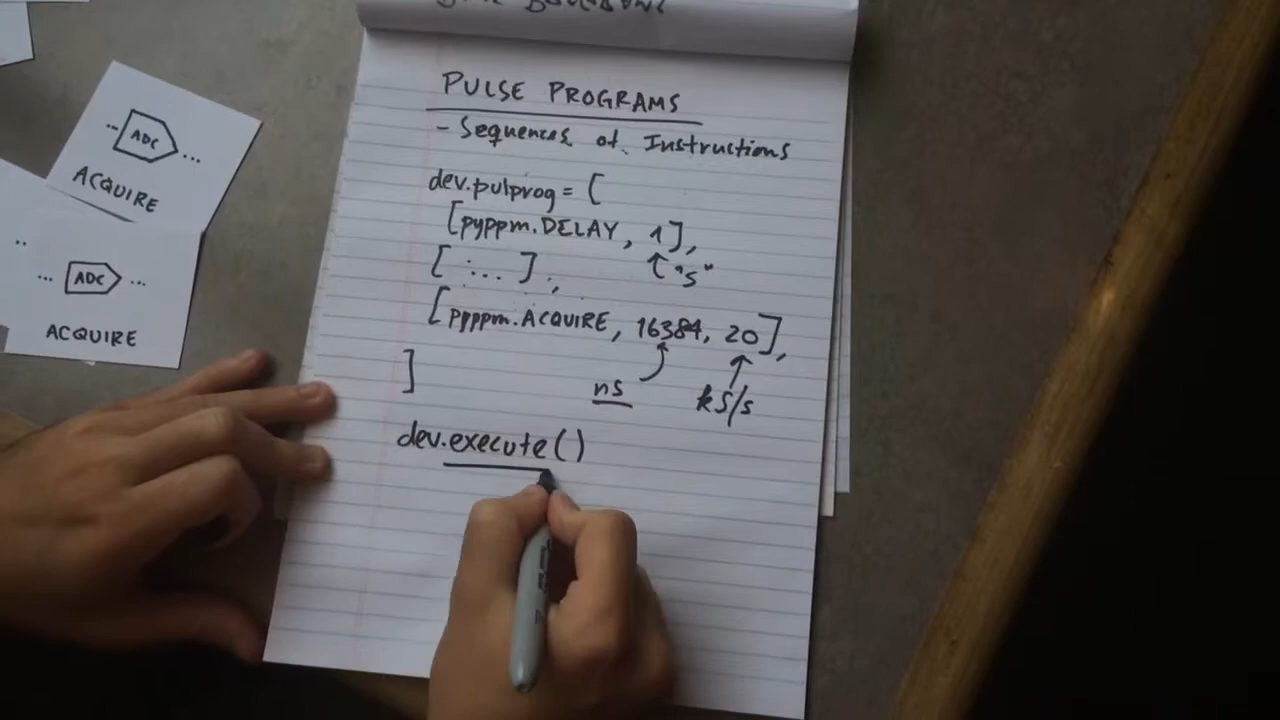 PULSE PROGRAMS
- Sequences of Instructions
dev.pulprog = [
[pyppm.DELAY, 1],
"s"
[ :... ],
[ppppm.ACQUIRE, 16384, 20],
ns
kS/s
]
dev.execute()
... ADC ...
ACQUIRE
..
... ADC ...
ACQUIRE